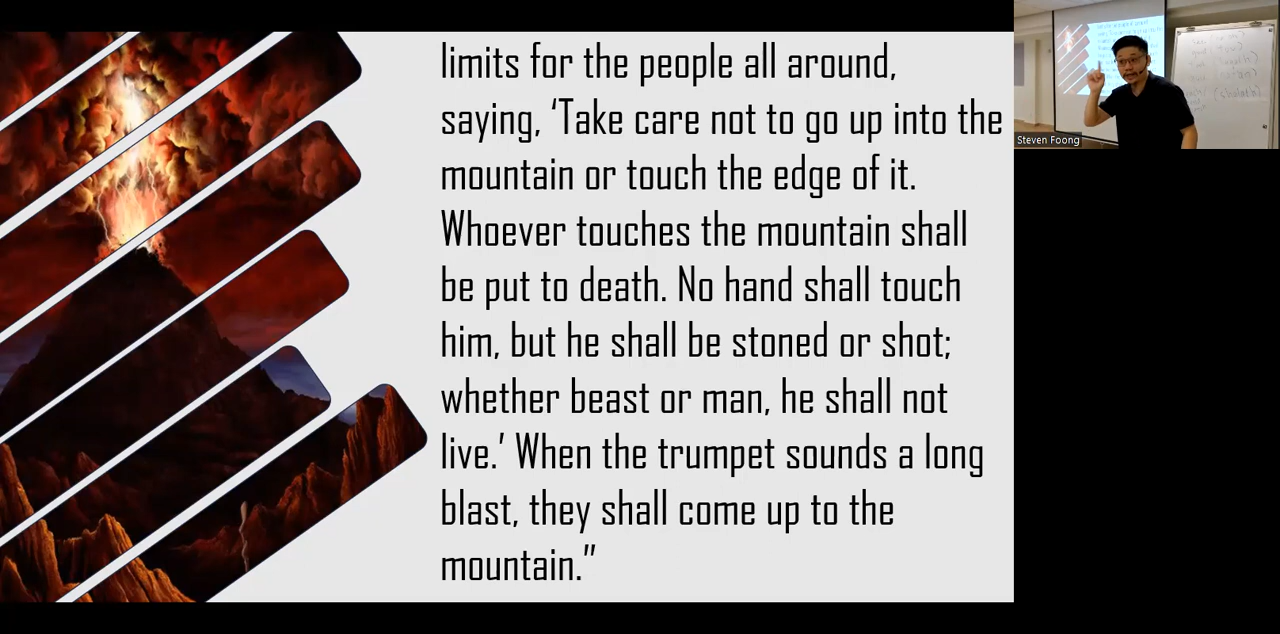 limits for the people all around,
saying, ‘Take care not to go up into the
mountain or touch the edge of it.
Whoever touches the mountain shall
be put to death. No hand shall touch
him, but he shall be stoned or shot;
whether beast or man, he shall not
live.’ When the trumpet sounds a long
blast, they shall come up to the
mountain.”
Steven Foong